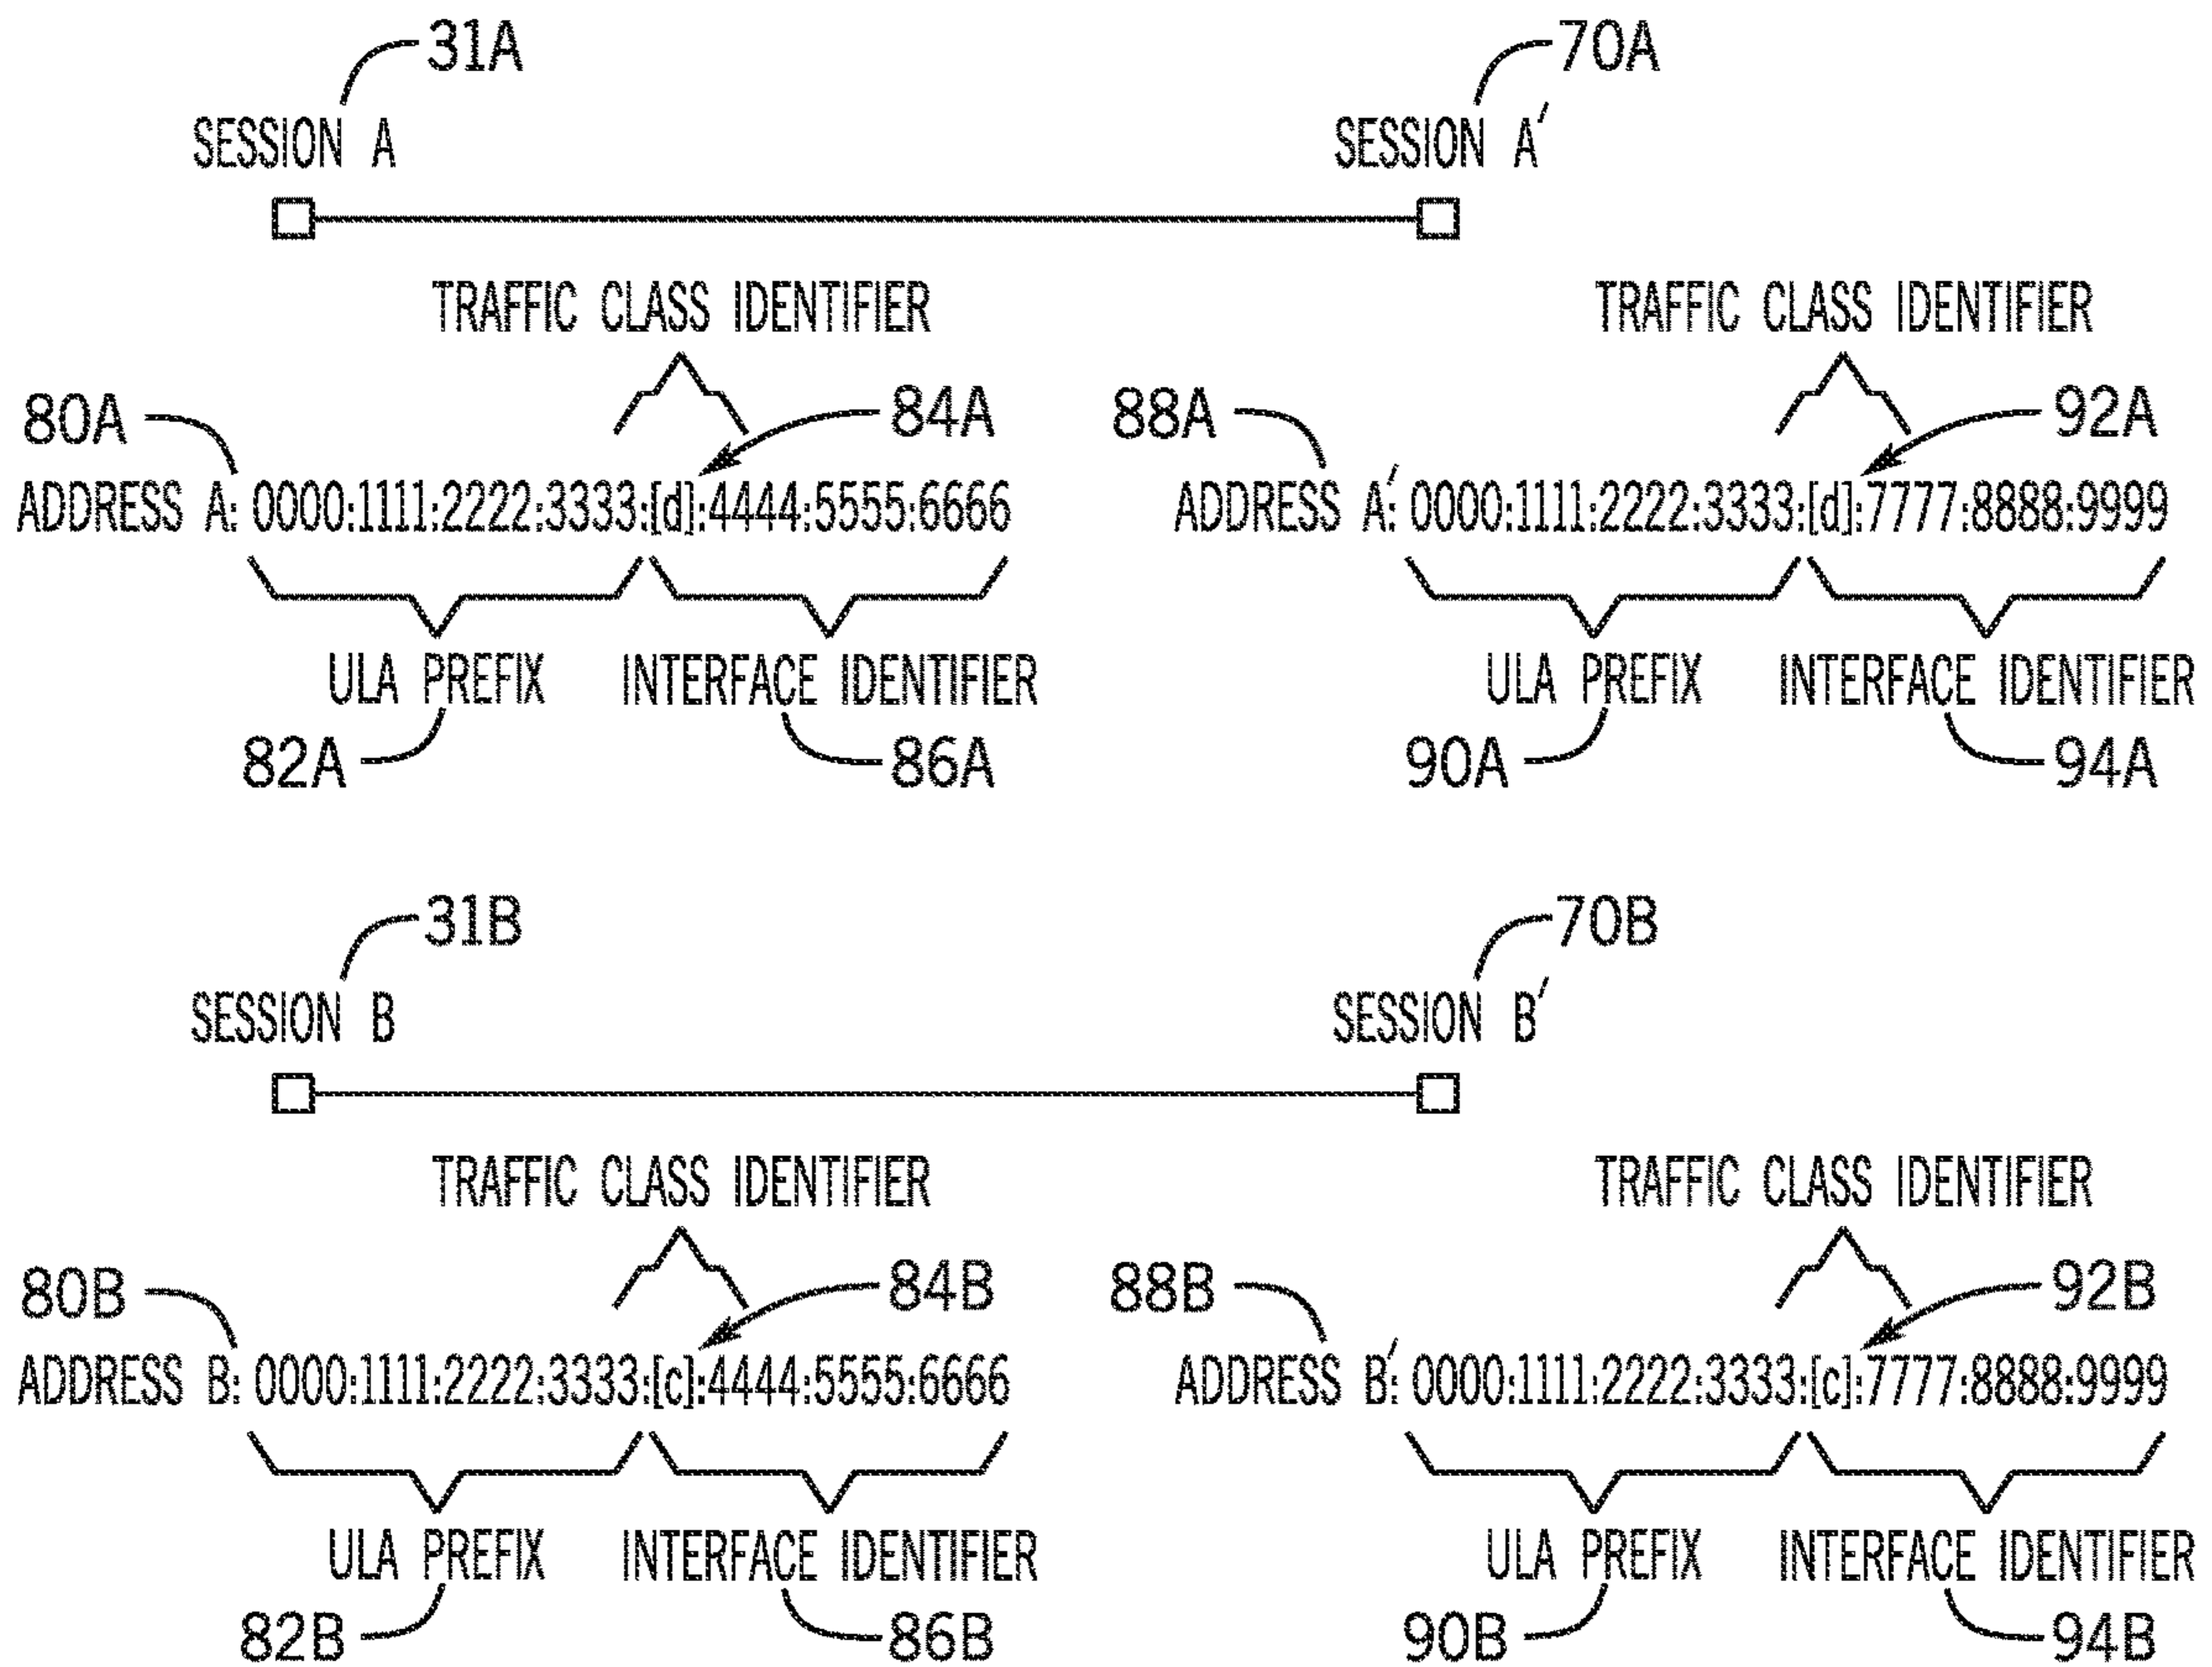 31A 70A
SESSION A SESSION A′
TRAFFIC CLASS IDENTIFIER TRAFFIC CLASS IDENTIFIER
80A 84A 88A 92A
ADDRESS A: 0000:1111:2222:3333:[d]:4444:5555:6666 ADDRESS A′: 0000:1111:2222:3333:[d]:7777:8888:9999
ULA PREFIX INTERFACE IDENTIFIER ULA PREFIX INTERFACE IDENTIFIER
82A 86A 90A 94A
31B 70B
SESSION B SESSION B′
TRAFFIC CLASS IDENTIFIER TRAFFIC CLASS IDENTIFIER
80B 84B 88B 92B
ADDRESS B: 0000:1111:2222:3333:[c]:4444:5555:6666 ADDRESS B′: 0000:1111:2222:3333:[c]:7777:8888:9999
ULA PREFIX INTERFACE IDENTIFIER ULA PREFIX INTERFACE IDENTIFIER
82B 86B 90B 94B